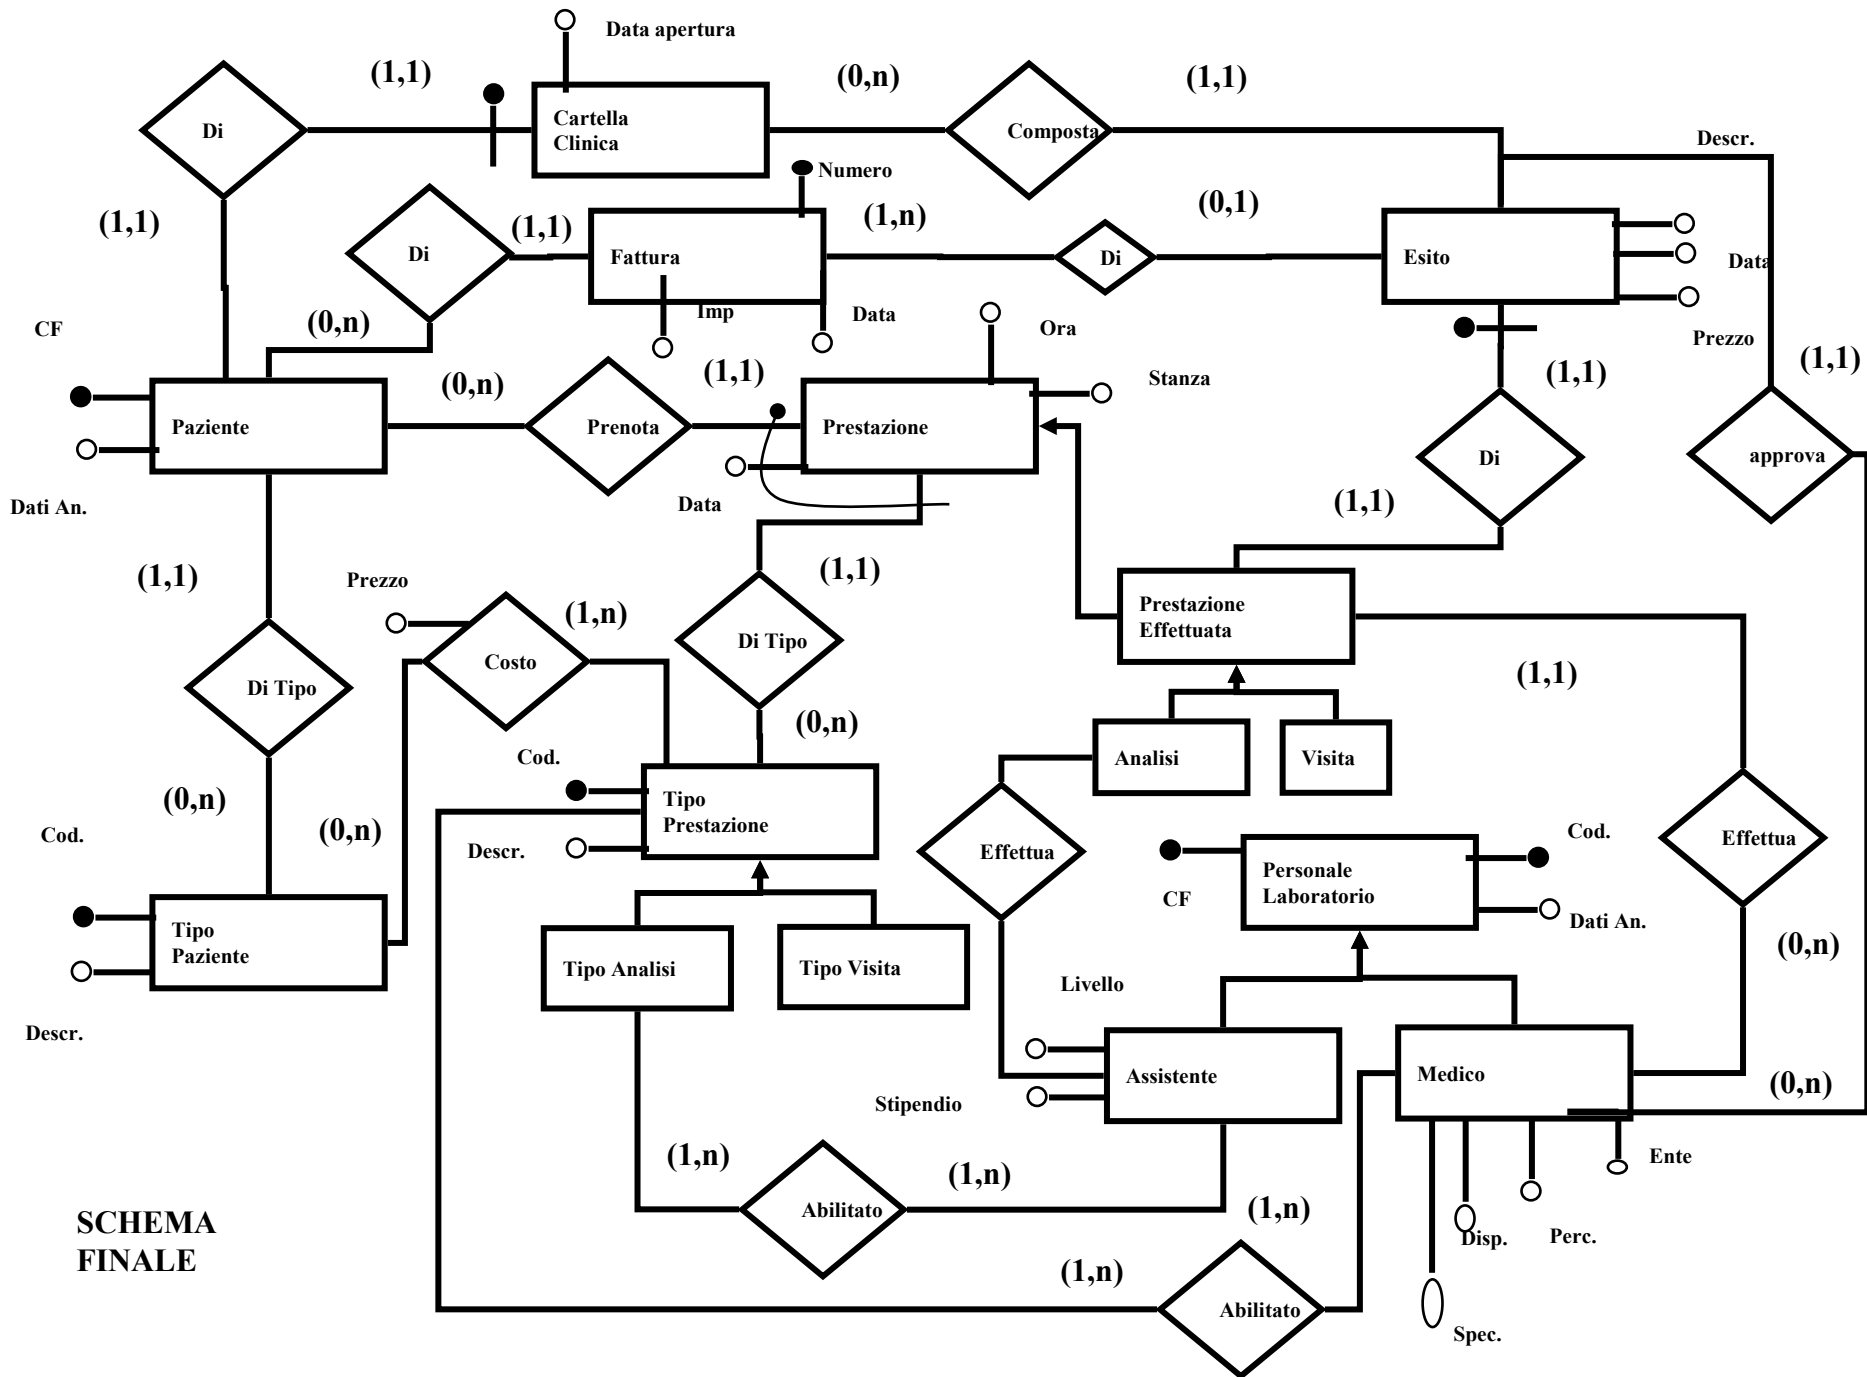 Data apertura
(1,1)
(0,n)
(1,1)
Di
Cartella
Clinica
Composta
Descr.
Numero
(1,1)
(1,1)
(1,n)
(0,1)
Di
Fattura
Di
Esito
Data
Imp
Data
Ora
CF
(0,n)
Prezzo
(0,n)
(1,1)
Stanza
(1,1)
(1,1)
Paziente
Prenota
Prestazione
Di
approva
Dati An.
Data
(1,1)
(1,1)
Prezzo
(1,n)
(1,1)
Prestazione
Effettuata
Di Tipo
Costo
Di Tipo
(1,1)
(0,n)
Cod.
Analisi
Visita
(0,n)
(0,n)
Cod.
Tipo
Prestazione
Descr.
Effettua
Cod.
Effettua
Personale
Laboratorio
CF
Dati An.
Tipo
Paziente
(0,n)
Tipo Analisi
Tipo Visita
Livello
Descr.
Assistente
Medico
(0,n)
Stipendio
(1,n)
(1,n)
Ente
Abilitato
(1,n)
SCHEMA
FINALE
Disp.
Perc.
(1,n)
Abilitato
Spec.